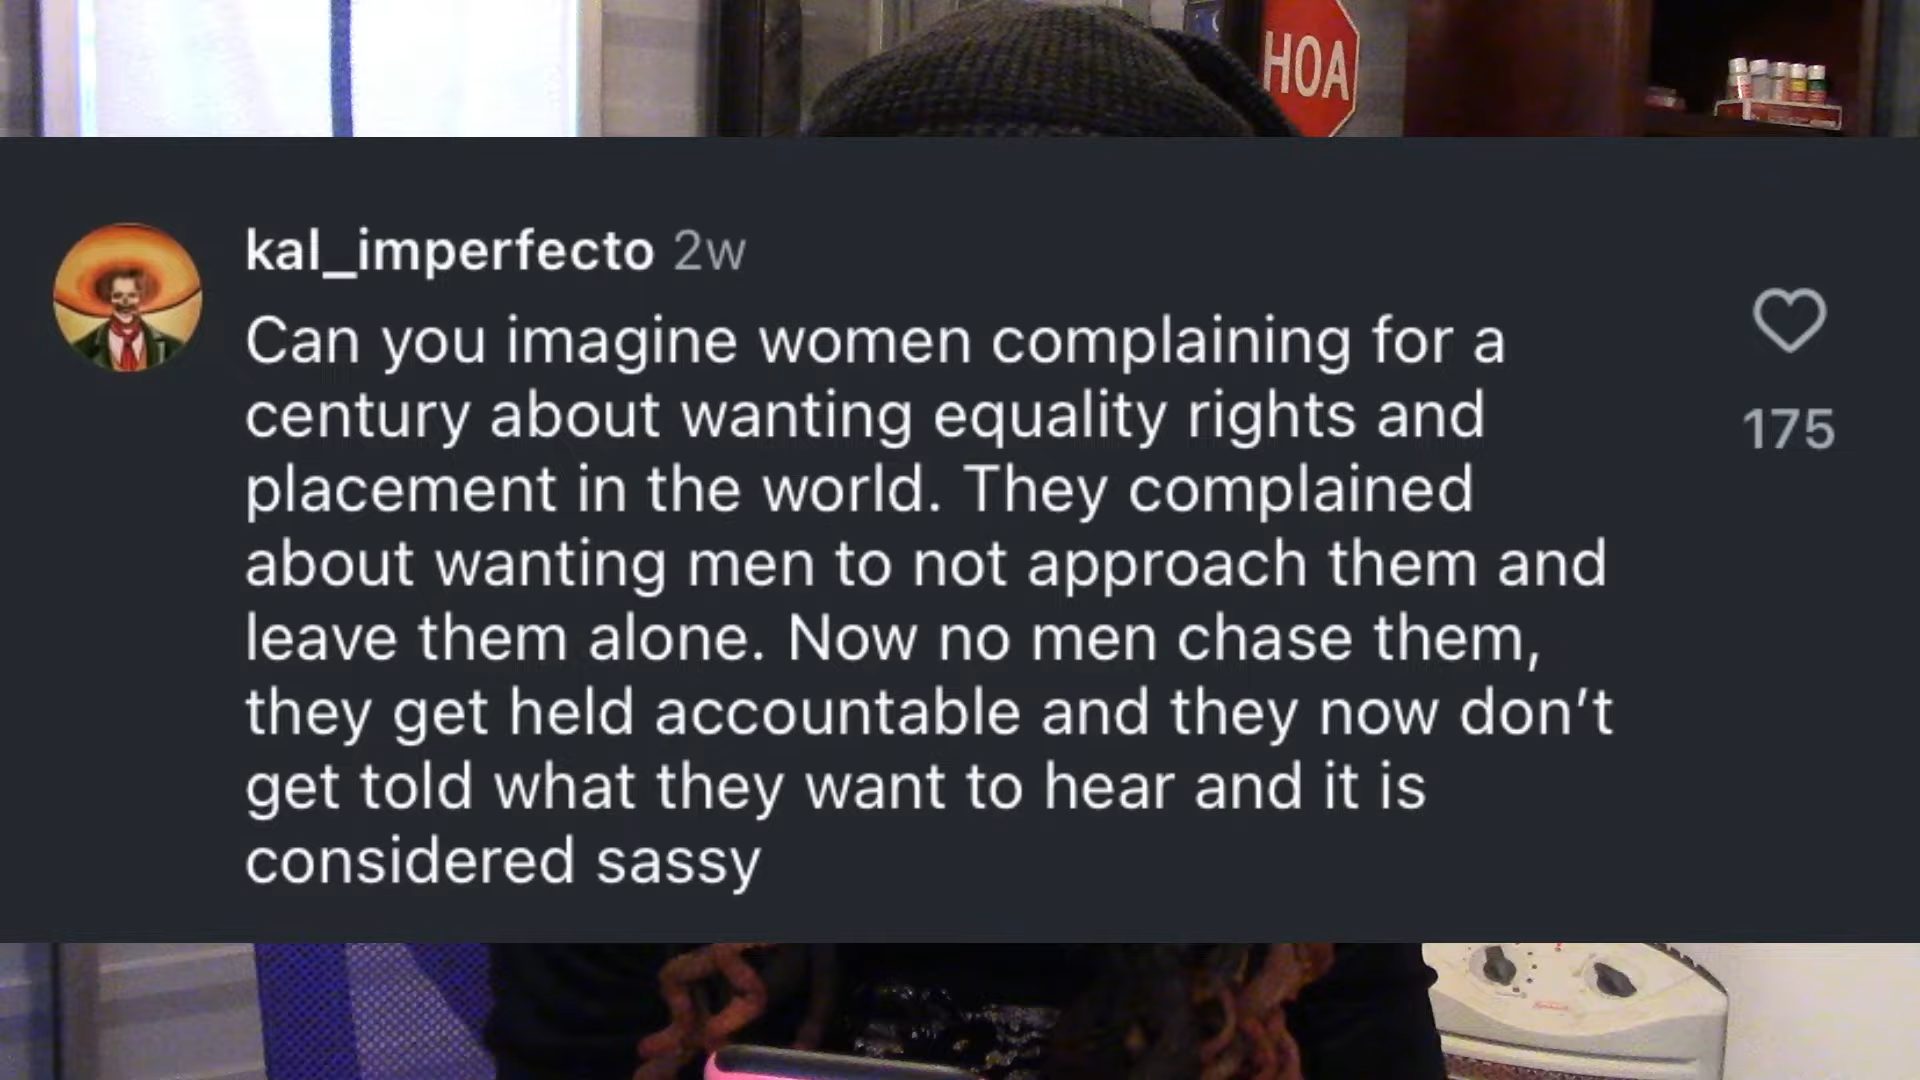 HOA
kal_imperfecto 2w
Can you imagine women complaining for a
century about wanting equality rights and
placement in the world. They complained
about wanting men to not approach them and
leave them alone. Now no men chase them,
they get held accountable and they now don’t
get told what they want to hear and it is
considered sassy
175